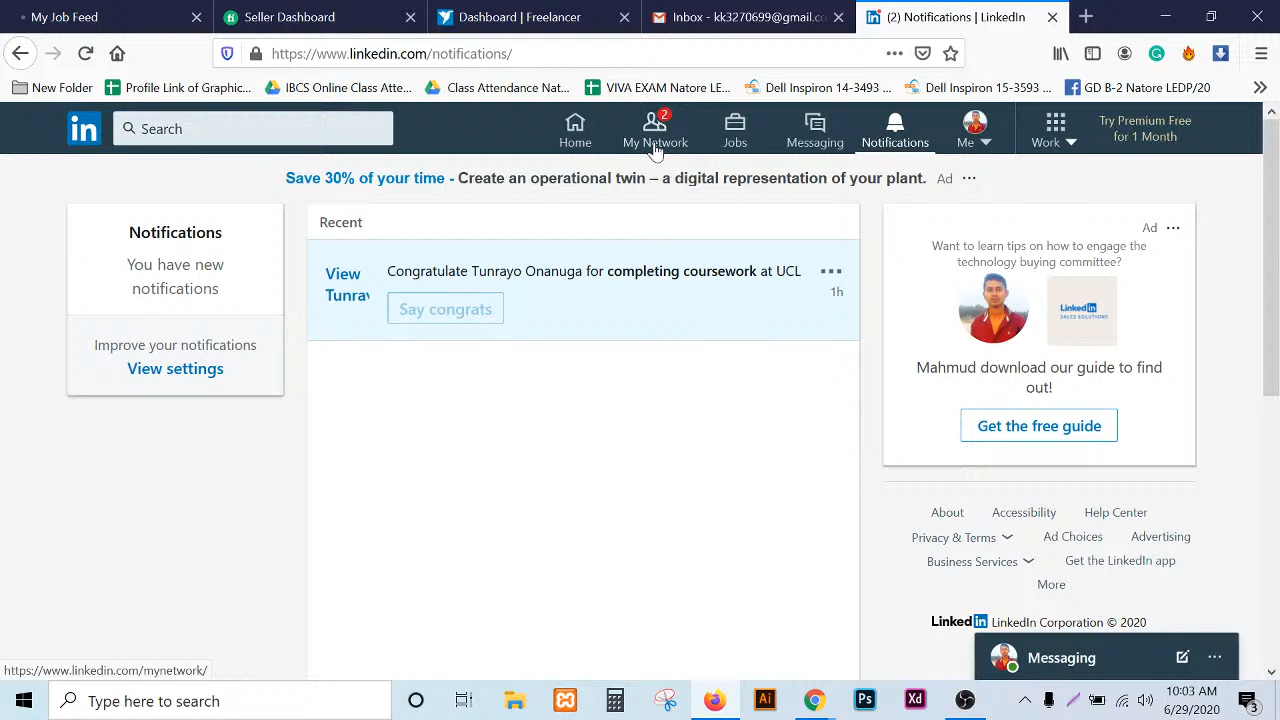 My Job Feed
Seller Dashboard
Dashboard | Freelancer
Inbox - kk3270699@gmail.co
(2) Notifications | LinkedIn
https://www.linkedin.com/notifications/
New Folder
Profile Link of Graphic...
IBCS Online Class Atte...
Class Attendance Nat...
VIVA EXAM Natore LE...
Dell Inspiron 14-3493 ...
Dell Inspiron 15-3593 ...
GD B-2 Natore LEDP/20
in
Search
Home
2
My Network
Jobs
Messaging
Notifications
Me
Work
Try Premium Free
for 1 Month
Save 30% of your time - Create an operational twin – a digital representation of your plant. Ad ...
Notifications
You have new
notifications
Improve your notifications
View settings
Recent
View
Tunray
Congratulate Tunrayo Onanuga for completing coursework at UCL
1h
Say congrats
Ad ...
Want to learn tips on how to engage the
technology buying committee?
LinkedIn
SALES SOLUTIONS
Mahmud download our guide to find
out!
Get the free guide
About Accessibility Help Center
Privacy & Terms Ad Choices Advertising
Business Services Get the LinkedIn app
More
LinkedIn LinkedIn Corporation © 2020
Messaging
https://www.linkedin.com/mynetwork/
Type here to search
Ai
Ps
Xd
10:03 AM
6/29/2020
3